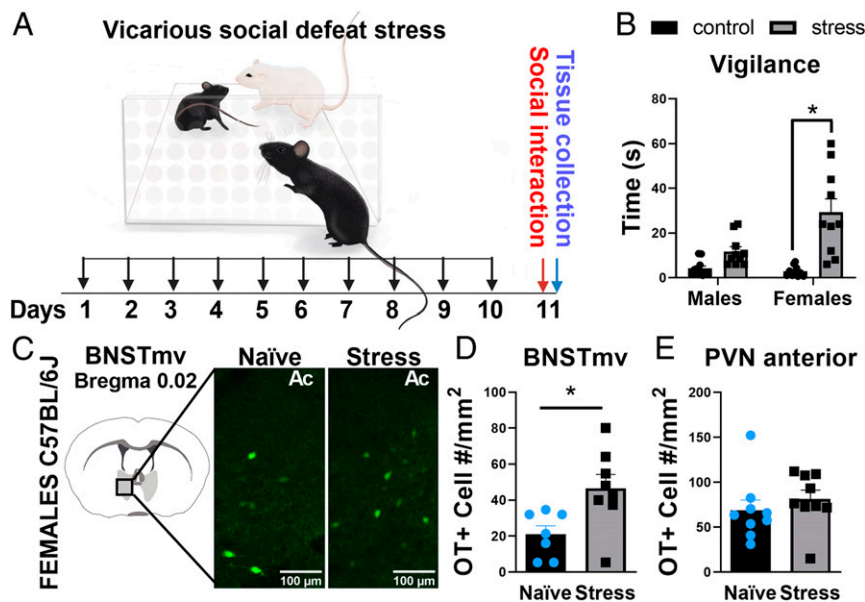 A
Vicarious social defeat stress
Social interaction
Tissue collection
Days 1 2 3 4 5 6 7 8 9 10 11
B
control stress
Vigilance
Time (s)
80
60
40
20
0
*
Males Females
C
FEMALES C57BL/6J
BNSTmv
Bregma 0.02
Naïve Stress
Ac Ac
100 µm 100 µm
D
BNSTmv
OT+ Cell #/mm²
100
80
60
40
20
0
*
Naïve Stress
E
PVN anterior
OT+ Cell #/mm²
200
150
100
50
0
Naïve Stress